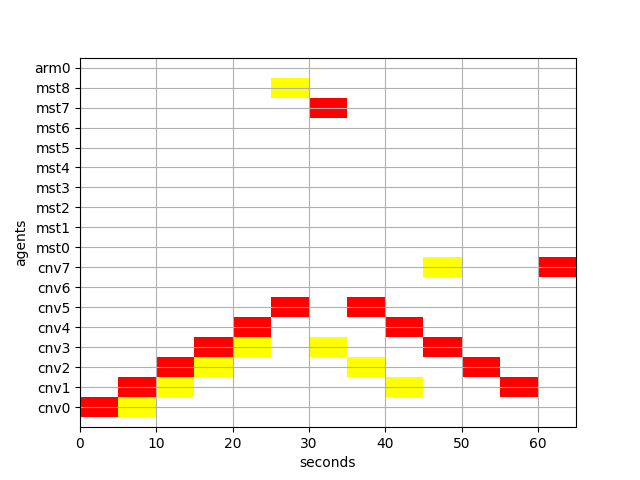 arm0
mst8
mst7
mst6
mst5
mst4
mst3
mst2
mst1
mst0
cnv7
cnv6
cnv5
cnv4
cnv3
cnv2
cnv1
cnv0
agents
0 10 20 30 40 50 60
seconds